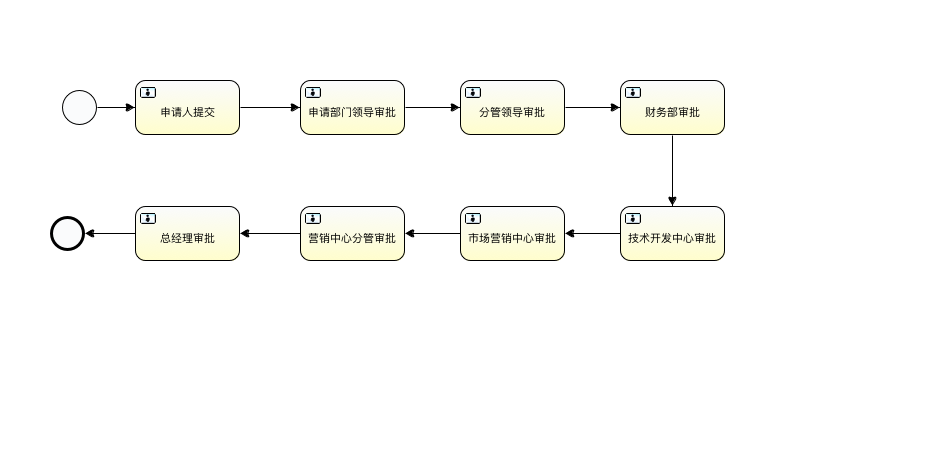 申请人提交
申请部门领导审批
分管领导审批
财务部审批
技术开发中心审批
市场营销中心审批
营销中心分管审批
总经理审批